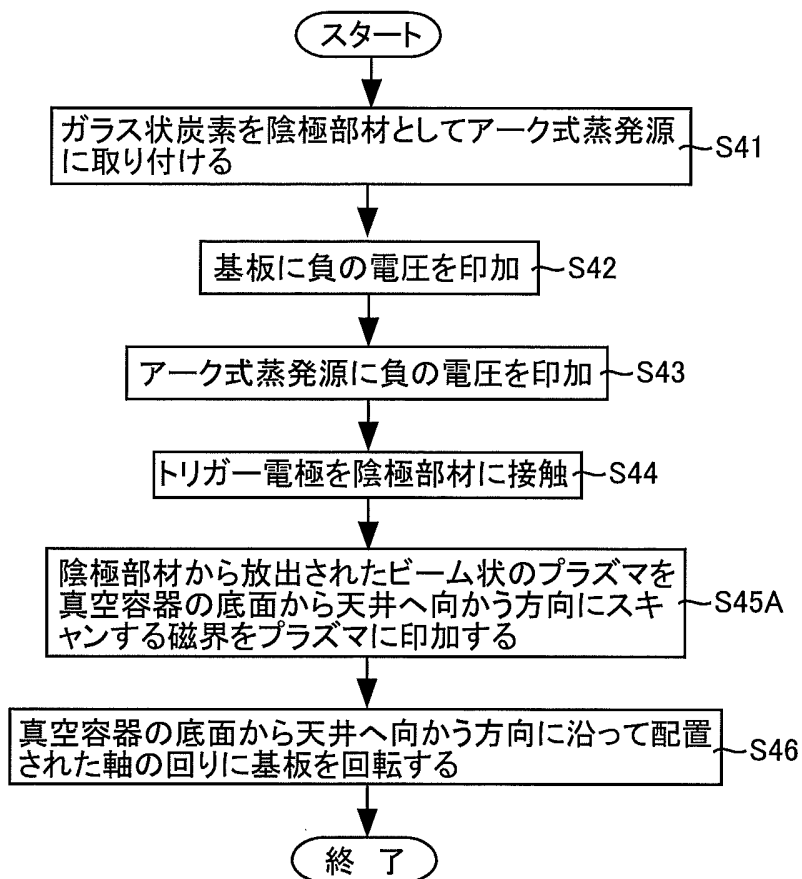 スタート
ガラス状炭素を陰極部材としてアーク式蒸発源
に取り付ける
S41
基板に負の電圧を印加
S42
アーク式蒸発源に負の電圧を印加
S43
トリガー電極を陰極部材に接触
S44
陰極部材から放出されたビーム状のプラズマを
真空容器の底面から天井へ向かう方向にスキ
ャンする磁界をプラズマに印加する
S45A
真空容器の底面から天井へ向かう方向に沿って配置
された軸の回りに基板を回転する
S46
終 了